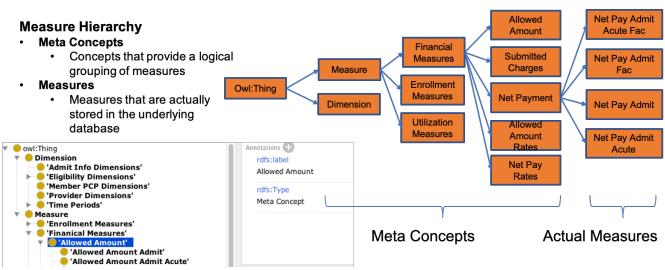 Measure Hierarchy
• Meta Concepts
• Concepts that provide a logical
grouping of measures
• Measures
• Measures that are actually
stored in the underlying
database
Owl:Thing
Measure
Dimension
Financial
Measures
Enrollment
Measures
Utilization
Measures
Allowed
Amount
Submitted
Charges
Net Payment
Allowed
Amount
Rates
Net Pay
Rates
Net Pay Admit
Acute Fac
Net Pay Admit
Fac
Net Pay Admit
Net Pay Admit
Acute
Meta Concepts
Actual Measures
owl:Thing
Dimension
'Admit Info Dimensions'
'Eligibility Dimensions'
'Member PCP Dimensions'
'Provider Dimensions'
'Time Periods'
Measure
'Enrollment Measures'
'Finanical Measures'
'Allowed Amount'
'Allowed Amount Admit'
'Allowed Amount Admit Acute'
Annotations
rdfs:label
Allowed Amount
rdfs:Type
Meta Concept